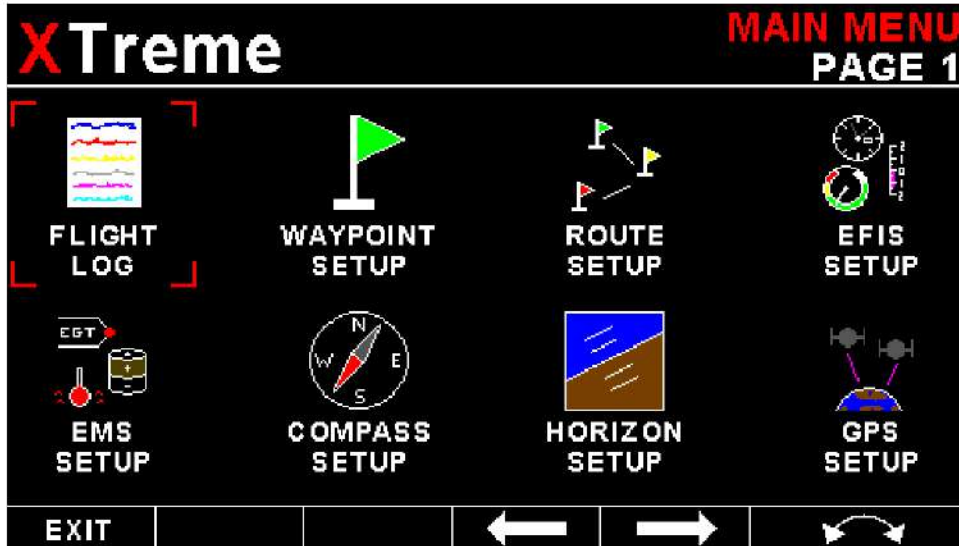 XTreme
MAIN MENU
PAGE 1
FLIGHT
LOG
WAYPOINT
SETUP
ROUTE
SETUP
EFIS
SETUP
EGT
EMS
SETUP
N
W
E
S
COMPASS
SETUP
HORIZON
SETUP
GPS
SETUP
EXIT